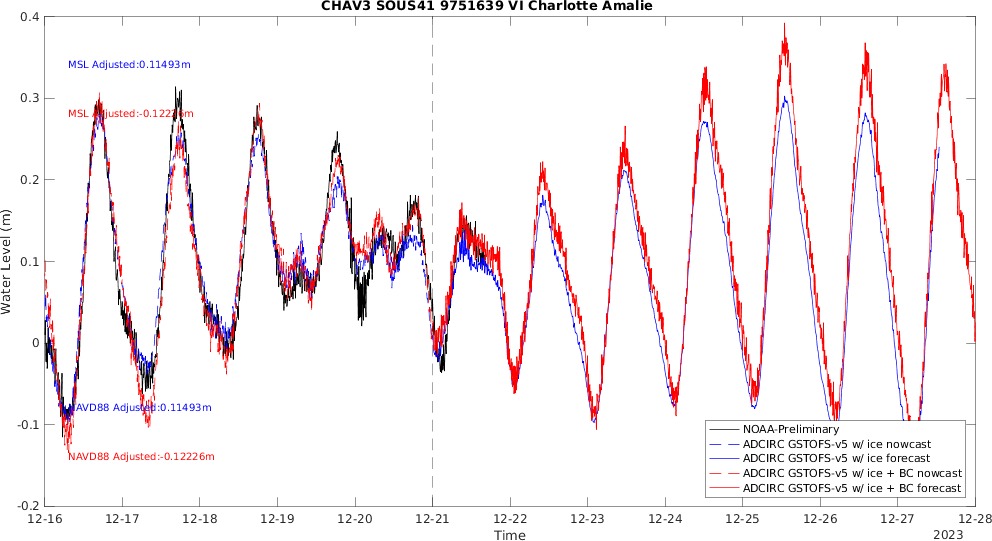 CHAV3 SOUS41 9751639 VI Charlotte Amalie
0.4
MSL Adjusted:0.11493m
0.3
MSL Adjusted:-0.12226m
0.2
Water Level (m)
0.1
0
NAVD88 Adjusted:0.11493m
-0.1
NAVD88 Adjusted:-0.12226m
-0.2
NOAA-Preliminary
ADCIRC GSTOFS-v5 w/ ice nowcast
ADCIRC GSTOFS-v5 w/ ice forecast
ADCIRC GSTOFS-v5 w/ ice + BC nowcast
ADCIRC GSTOFS-v5 w/ ice + BC forecast
12-16 12-17 12-18 12-19 12-20 12-21 12-22 12-23 12-24 12-25 12-26 12-27 12-28
Time
2023